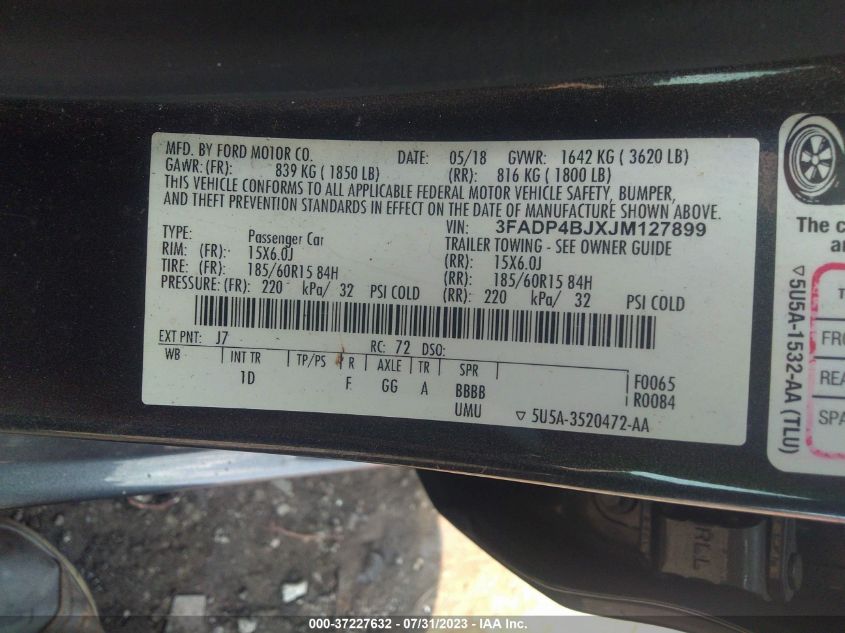 MFD. BY FORD MOTOR CO. DATE: 05/18 GVWR: 1642 KG ( 3620 LB)
GAWR: (FR): 839 KG ( 1850 LB) (RR): 816 KG ( 1800 LB)
THIS VEHICLE CONFORMS TO ALL APPLICABLE FEDERAL MOTOR VEHICLE SAFETY, BUMPER,
AND THEFT PREVENTION STANDARDS IN EFFECT ON THE DATE OF MANUFACTURE SHOWN ABOVE.
VIN: 3FADP4BJXJM127899
TYPE: Passenger Car TRAILER TOWING - SEE OWNER GUIDE
RIM: (FR): 15X6.0J (RR): 15X6.0J
TIRE: (FR): 185/60R15 84H (RR): 185/60R15 84H
PRESSURE: (FR): 220 kPa/ 32 PSI COLD (RR): 220 kPa/ 32 PSI COLD
EXT PNT: J7 RC: 72 DSO:
WB INT TR TP/PS R AXLE TR SPR
1D F GG A BBBB F0065
UMU R0084
▽ 5U5A-3520472-AA
The c
an
T
FRO
REA
SPA
▽ 5U5A-1532-AA (TLU)
RLL
000-37227632 / 07/31/2023 - IAA Inc.